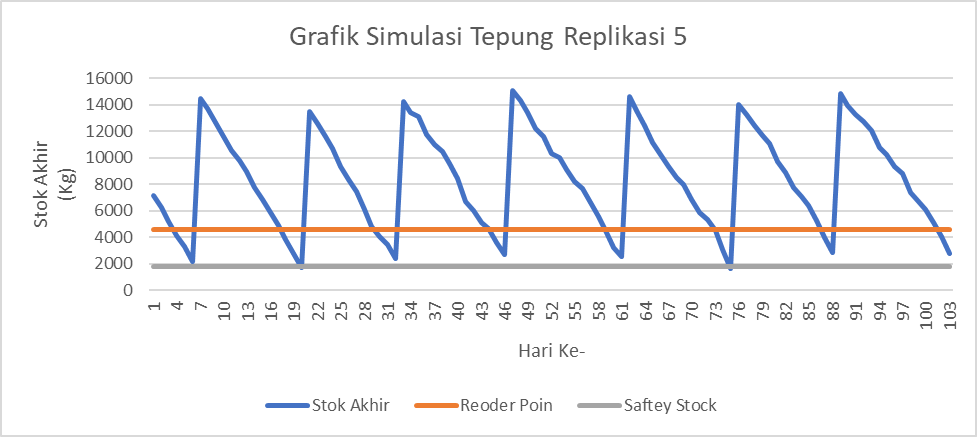 Grafik Simulasi Tepung Replikasi 5
Stok Akhir
(Kg)
16000
14000
12000
10000
8000
6000
4000
2000
0
1 4 7 10 13 16 19 22 25 28 31 34 37 40 43 46 49 52 55 58 61 64 67 70 73 76 79 82 85 88 91 94 97 100 103
Hari Ke-
Stok Akhir Reoder Poin Saftey Stock